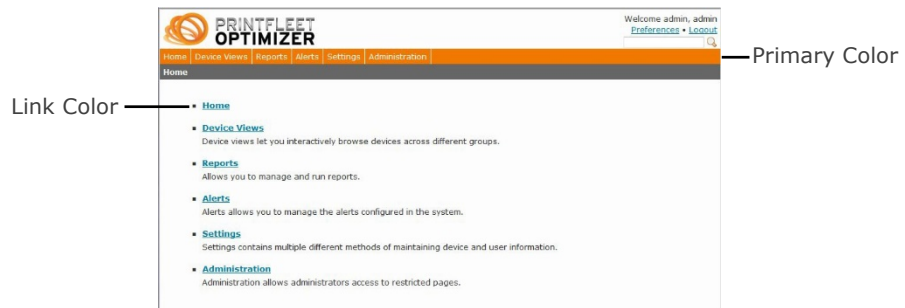 PRINTFLEET
OPTIMIZER
Welcome admin, admin
Preferences • Logout
Home Device Views Reports Alerts Settings Administration
Primary Color
Home
Link Color
Home
Device Views
Device views let you interactively browse devices across different groups.
Reports
Allows you to manage and run reports.
Alerts
Alerts allows you to manage the alerts configured in the system.
Settings
Settings contains multiple different methods of maintaining device and user information.
Administration
Administration allows administrators access to restricted pages.